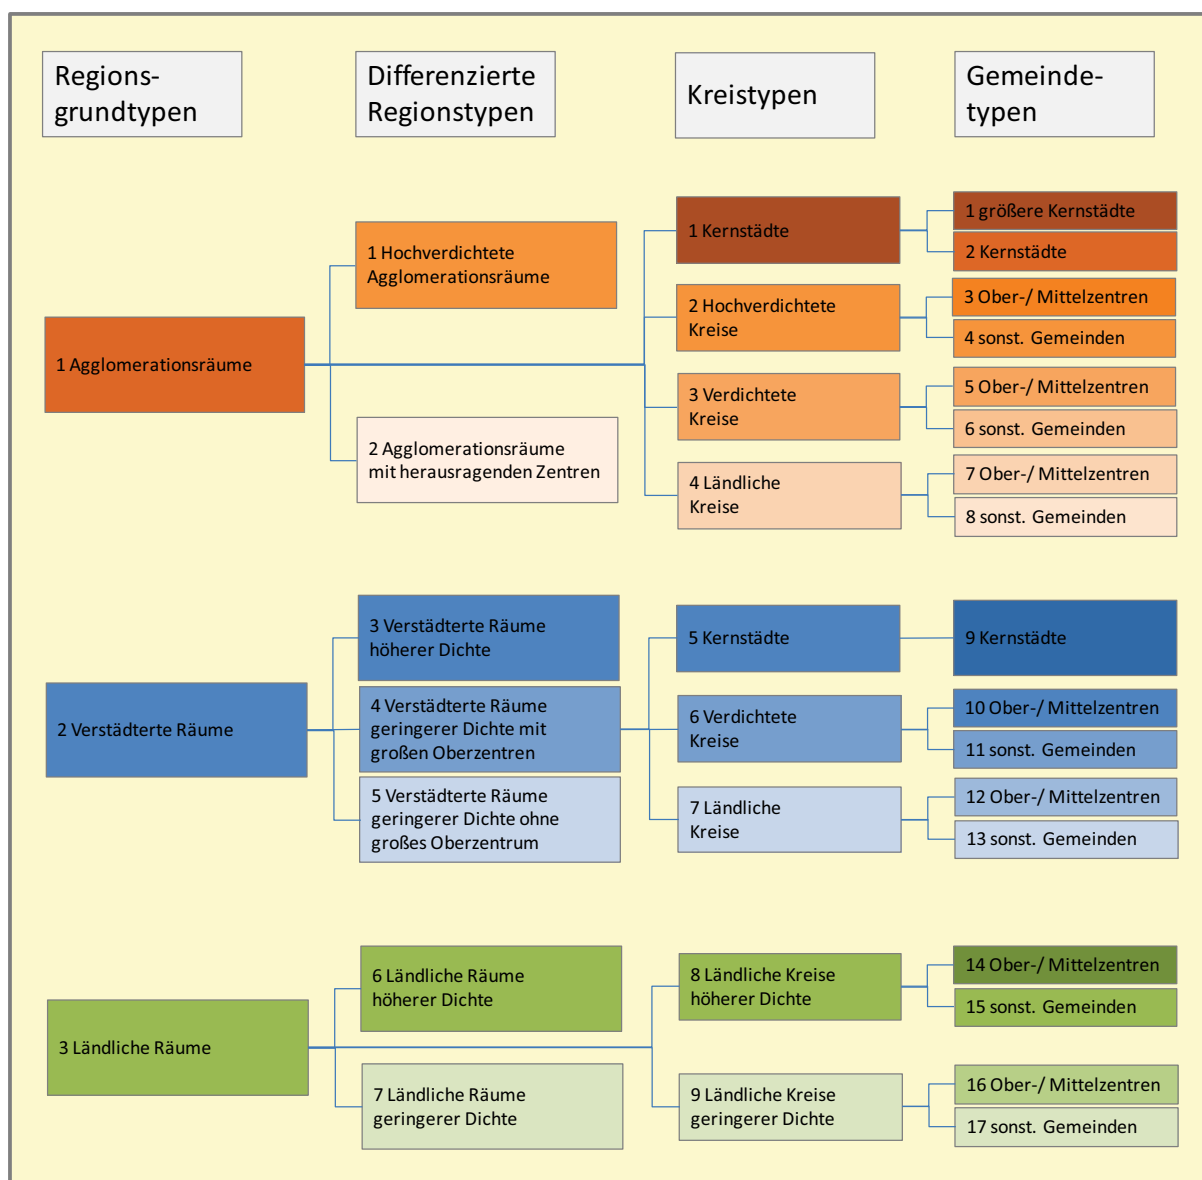 Regions-
grundtypen
Differenzierte
Regionstypen
Kreistypen
Gemeinde-
typen
1 Agglomerationsräume
1 Hochverdichtete
Agglomerationsräume
2 Agglomerationsräume
mit herausragenden Zentren
1 Kernstädte
2 Hochverdichtete
Kreise
3 Verdichtete
Kreise
4 Ländliche
Kreise
1 größere Kernstädte
2 Kernstädte
3 Ober-/ Mittelzentren
4 sonst. Gemeinden
5 Ober-/ Mittelzentren
6 sonst. Gemeinden
7 Ober-/ Mittelzentren
8 sonst. Gemeinden
2 Verstädterte Räume
3 Verstädterte Räume
höherer Dichte
4 Verstädterte Räume
geringerer Dichte mit
großen Oberzentren
5 Verstädterte Räume
geringerer Dichte ohne
großes Oberzentrum
5 Kernstädte
6 Verdichtete
Kreise
7 Ländliche
Kreise
9 Kernstädte
10 Ober-/ Mittelzentren
11 sonst. Gemeinden
12 Ober-/ Mittelzentren
13 sonst. Gemeinden
3 Ländliche Räume
6 Ländliche Räume
höherer Dichte
7 Ländliche Räume
geringerer Dichte
8 Ländliche Kreise
höherer Dichte
9 Ländliche Kreise
geringerer Dichte
14 Ober-/ Mittelzentren
15 sonst. Gemeinden
16 Ober-/ Mittelzentren
17 sonst. Gemeinden